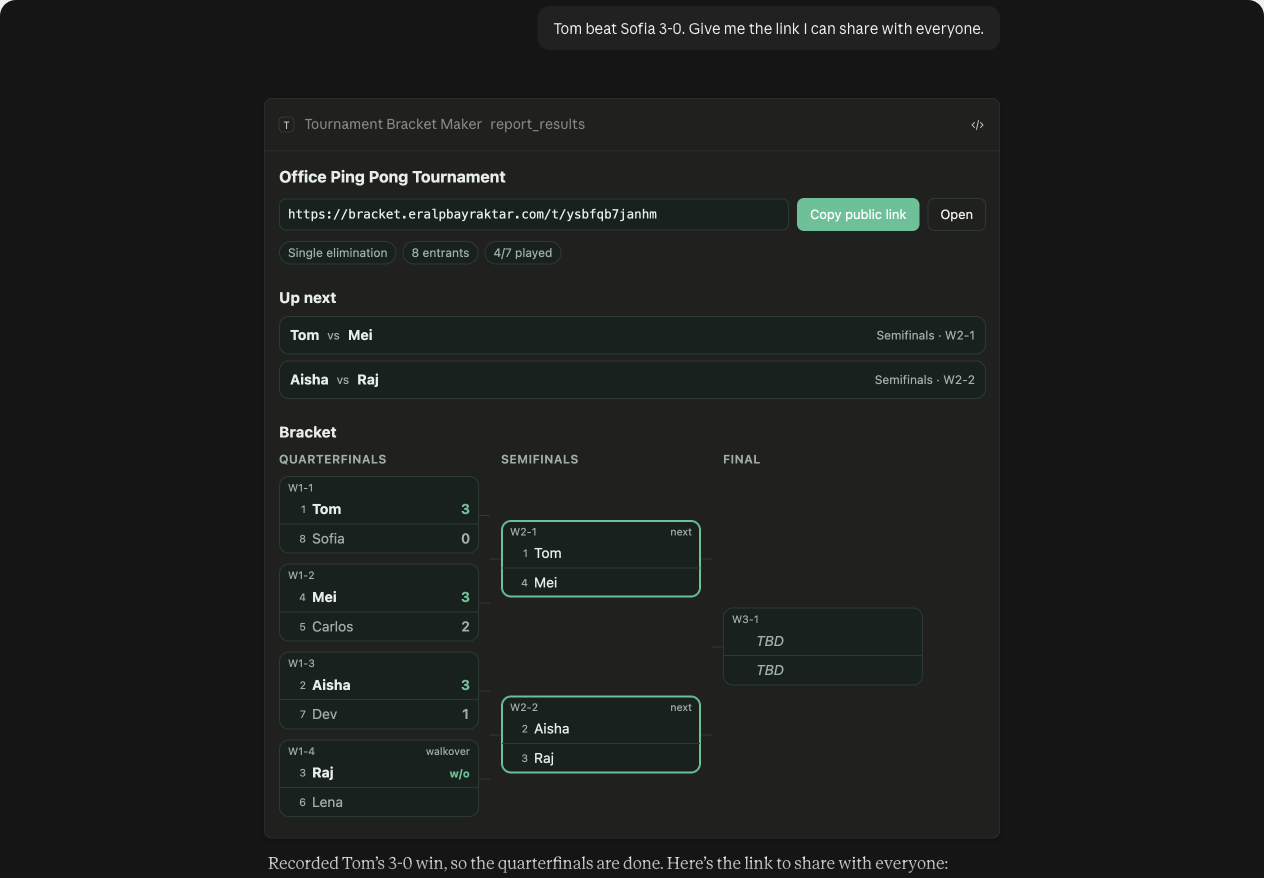 Tom beat Sofia 3-0. Give me the link I can share with everyone.
T Tournament Bracket Maker report_results </>
Office Ping Pong Tournament
https://bracket.eralpbayraktar.com/t/ysbfqb7janhm Copy public link Open
Single elimination 8 entrants 4/7 played
Up next
Tom vs Mei Semifinals · W2-1
Aisha vs Raj Semifinals · W2-2
Bracket
QUARTERFINALS SEMIFINALS FINAL
W1-1
1 Tom 3
8 Sofia 0
W1-2
4 Mei 3
5 Carlos 2
W1-3
2 Aisha 3
7 Dev 1
W1-4 walkover
3 Raj w/o
6 Lena
W2-1 next
1 Tom
4 Mei
W2-2 next
2 Aisha
3 Raj
W3-1
TBD
TBD
Recorded Tom’s 3-0 win, so the quarterfinals are done. Here’s the link to share with everyone: